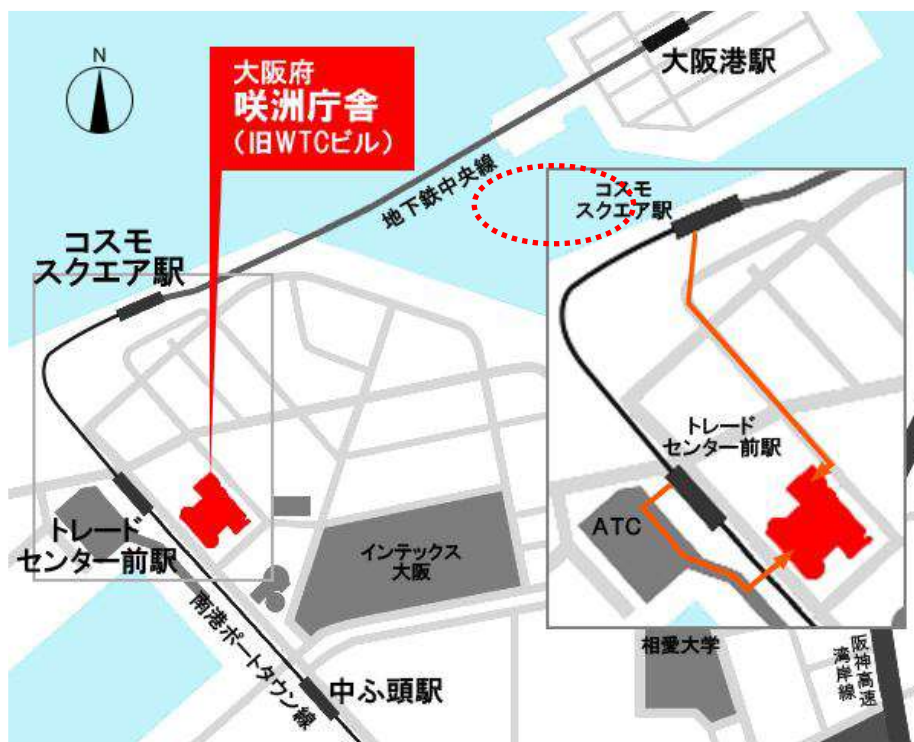 N
大阪府
咲洲庁舎
（旧WTCビル）
大阪港駅
地下鉄中央線
コスモ
スクエア駅
コスモ
スクエア駅
トレード
センター前駅
ATC
トレード
センター前駅
インテックス
大阪
南港ポートタウン線
中ふ頭駅
相愛大学
阪神高速
湾岸線